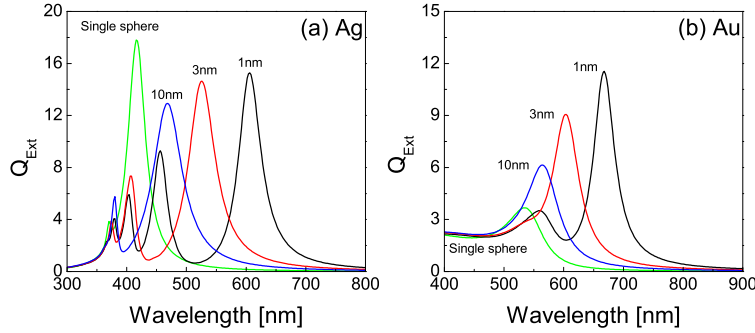 (a) Ag
Single sphere
10nm
3nm
1nm
20
16
12
8
4
0
Q_Ext
300 400 500 600 700 800
Wavelength [nm]
(b) Au
1nm
3nm
10nm
Single sphere
15
12
9
6
3
0
Q_Ext
400 500 600 700 800 900
Wavelength [nm]